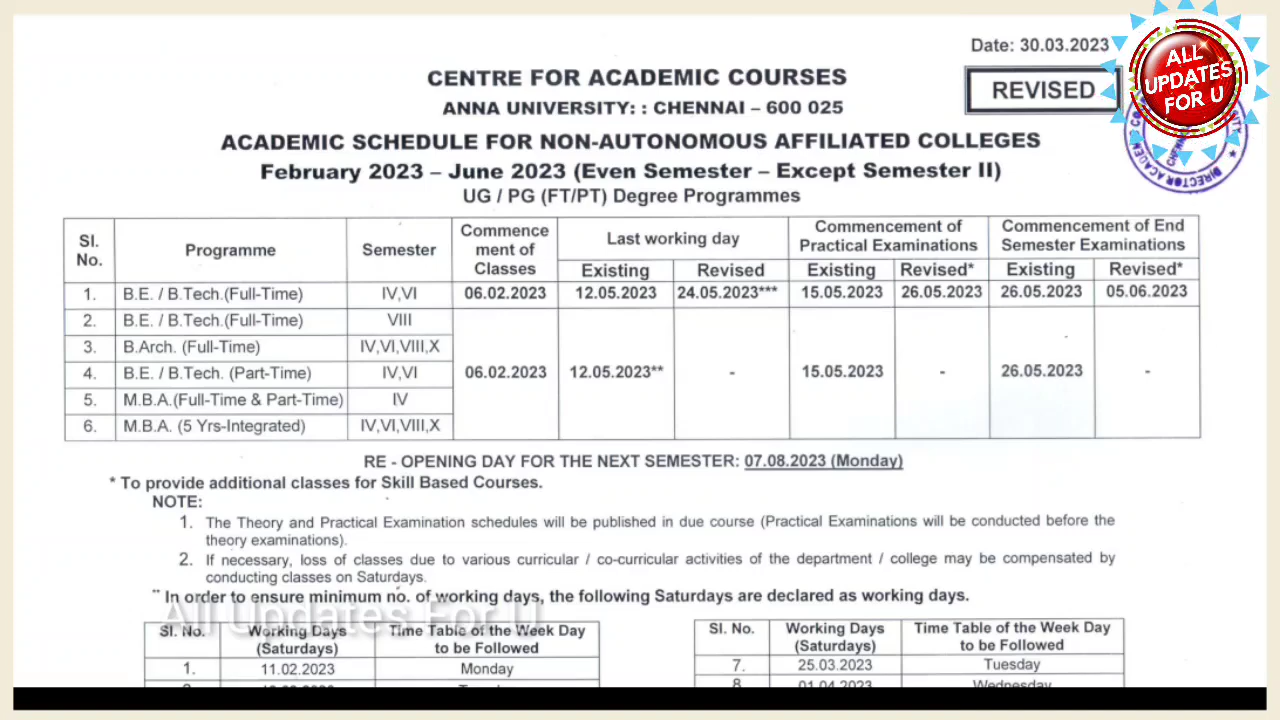 Date: 30.03.2023
ALL
UPDATES
FOR U
CENTRE FOR ACADEMIC COURSES
REVISED
ANNA UNIVERSITY: : CHENNAI – 600 025
ACADEMIC SCHEDULE FOR NON-AUTONOMOUS AFFILIATED COLLEGES
February 2023 – June 2023 (Even Semester – Except Semester II)
UG / PG (FT/PT) Degree Programmes
Sl. No. Programme Semester Commence ment of Classes Last working day Commencement of Practical Examinations Commencement of End Semester Examinations
Existing Revised Existing Revised* Existing Revised*
1. B.E. / B.Tech.(Full-Time) IV,VI 06.02.2023 12.05.2023 24.05.2023*** 15.05.2023 26.05.2023 26.05.2023 05.06.2023
2. B.E. / B.Tech.(Full-Time) VIII
3. B.Arch. (Full-Time) IV,VI,VIII,X
4. B.E. / B.Tech. (Part-Time) IV,VI 06.02.2023 12.05.2023** - 15.05.2023 - 26.05.2023 -
5. M.B.A.(Full-Time & Part-Time) IV
6. M.B.A. (5 Yrs-Integrated) IV,VI,VIII,X
RE - OPENING DAY FOR THE NEXT SEMESTER: 07.08.2023 (Monday)
* To provide additional classes for Skill Based Courses.
NOTE:
1. The Theory and Practical Examination schedules will be published in due course (Practical Examinations will be conducted before the
theory examinations).
2. If necessary, loss of classes due to various curricular / co-curricular activities of the department / college may be compensated by
conducting classes on Saturdays.
** In order to ensure minimum no. of working days, the following Saturdays are declared as working days.
All Updates For U
Sl. No. Working Days (Saturdays) Time Table of the Week Day to be Followed
1. 11.02.2023 Monday
Sl. No. Working Days (Saturdays) Time Table of the Week Day to be Followed
7. 25.03.2023 Tuesday
8. 01.04.2023 Wednesday